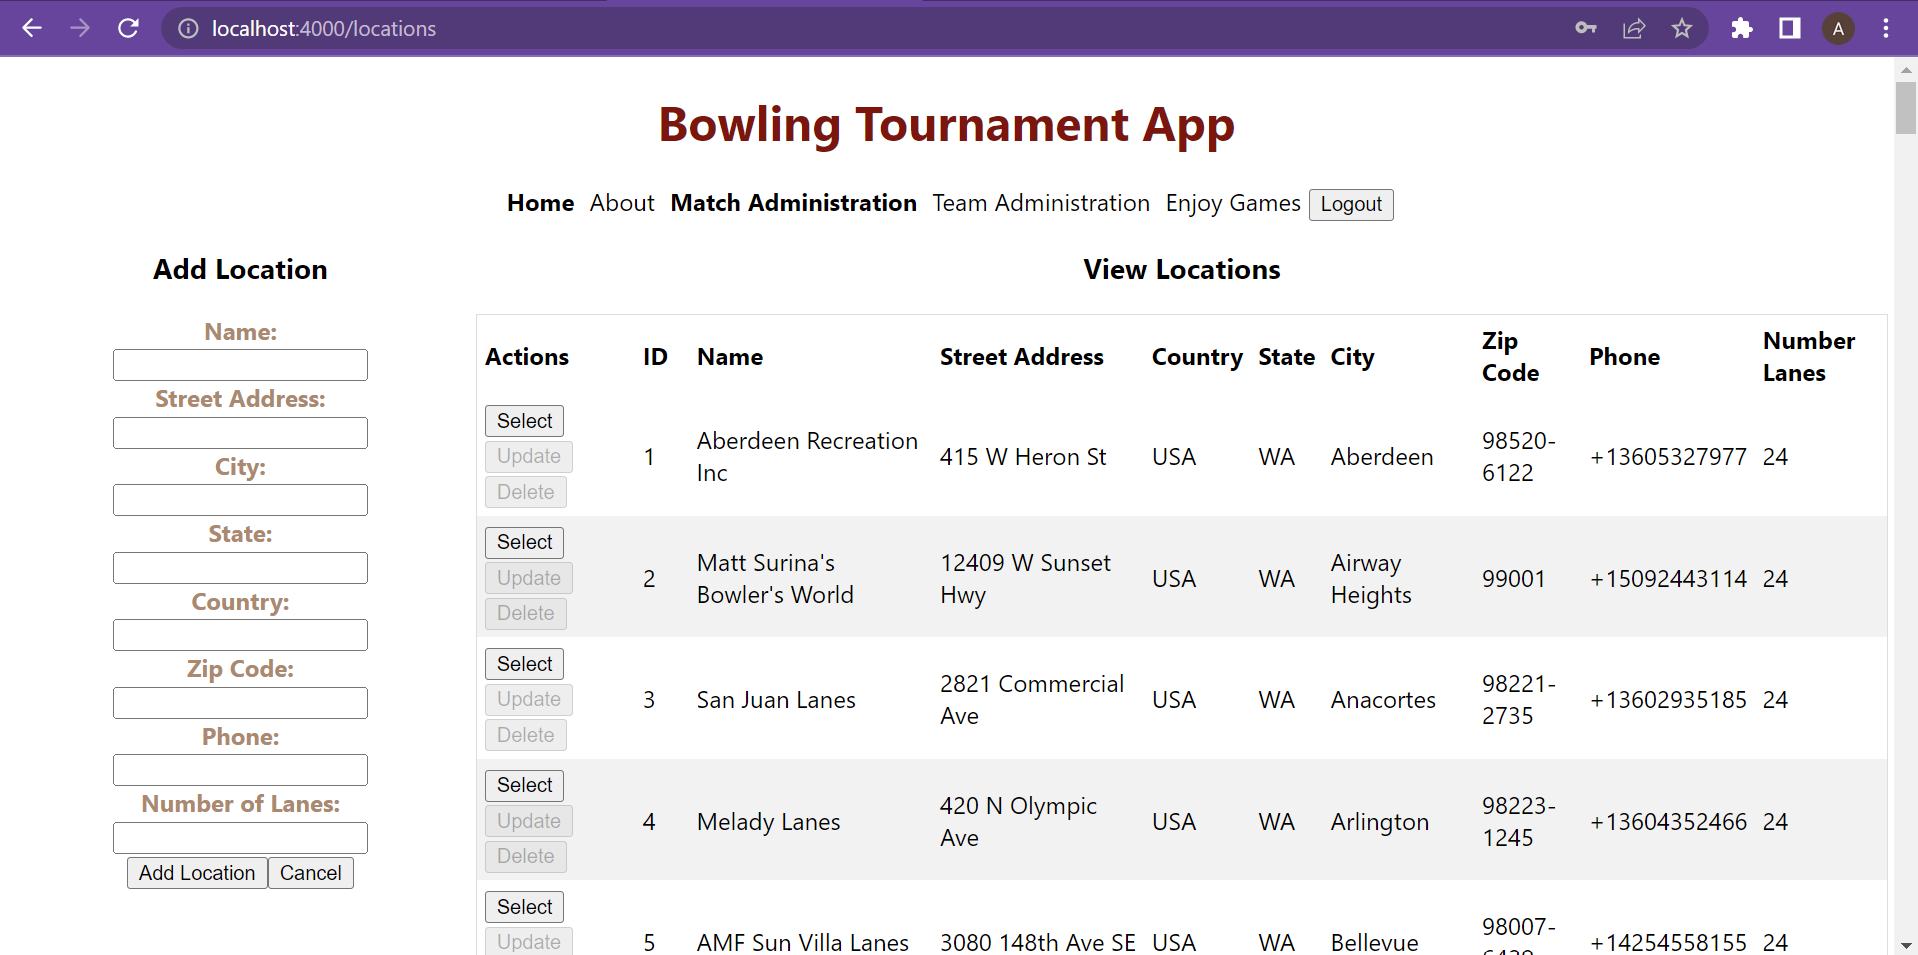 localhost:4000/locations
A
Bowling Tournament App
Home About Match Administration Team Administration Enjoy Games Logout
Add Location
Name:
Street Address:
City:
State:
Country:
Zip Code:
Phone:
Number of Lanes:
Add Location Cancel
View Locations
Actions ID Name Street Address Country State City Zip Code Phone Number Lanes
Select
Update
Delete
1 Aberdeen Recreation Inc 415 W Heron St USA WA Aberdeen 98520-6122 +13605327977 24
Select
Update
Delete
2 Matt Surina's Bowler's World 12409 W Sunset Hwy USA WA Airway Heights 99001 +15092443114 24
Select
Update
Delete
3 San Juan Lanes 2821 Commercial Ave USA WA Anacortes 98221-2735 +13602935185 24
Select
Update
Delete
4 Melady Lanes 420 N Olympic Ave USA WA Arlington 98223-1245 +13604352466 24
Select
Update
5 AMF Sun Villa Lanes 3080 148th Ave SE USA WA Bellevue 98007- +14254558155 24